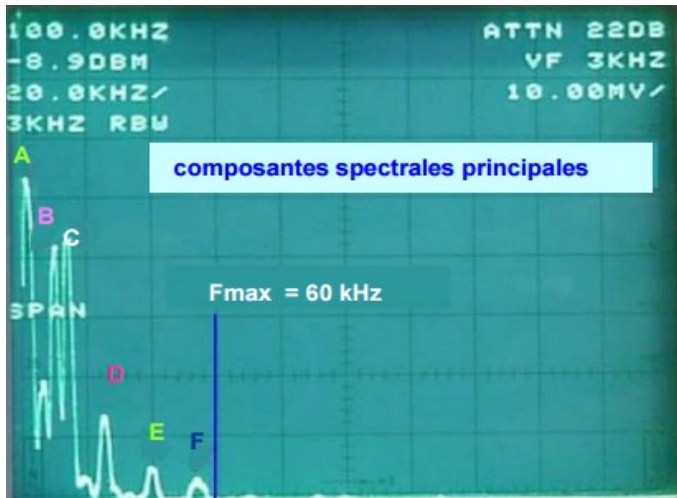 100.0KHZ
ATTN 22DB
-8.9DBM
VF 3KHZ
20.0KHZ/
10.00MV/
3KHZ RBW
A
composantes spectrales principales
B
C
Fmax = 60 kHz
SPAN
D
E
F